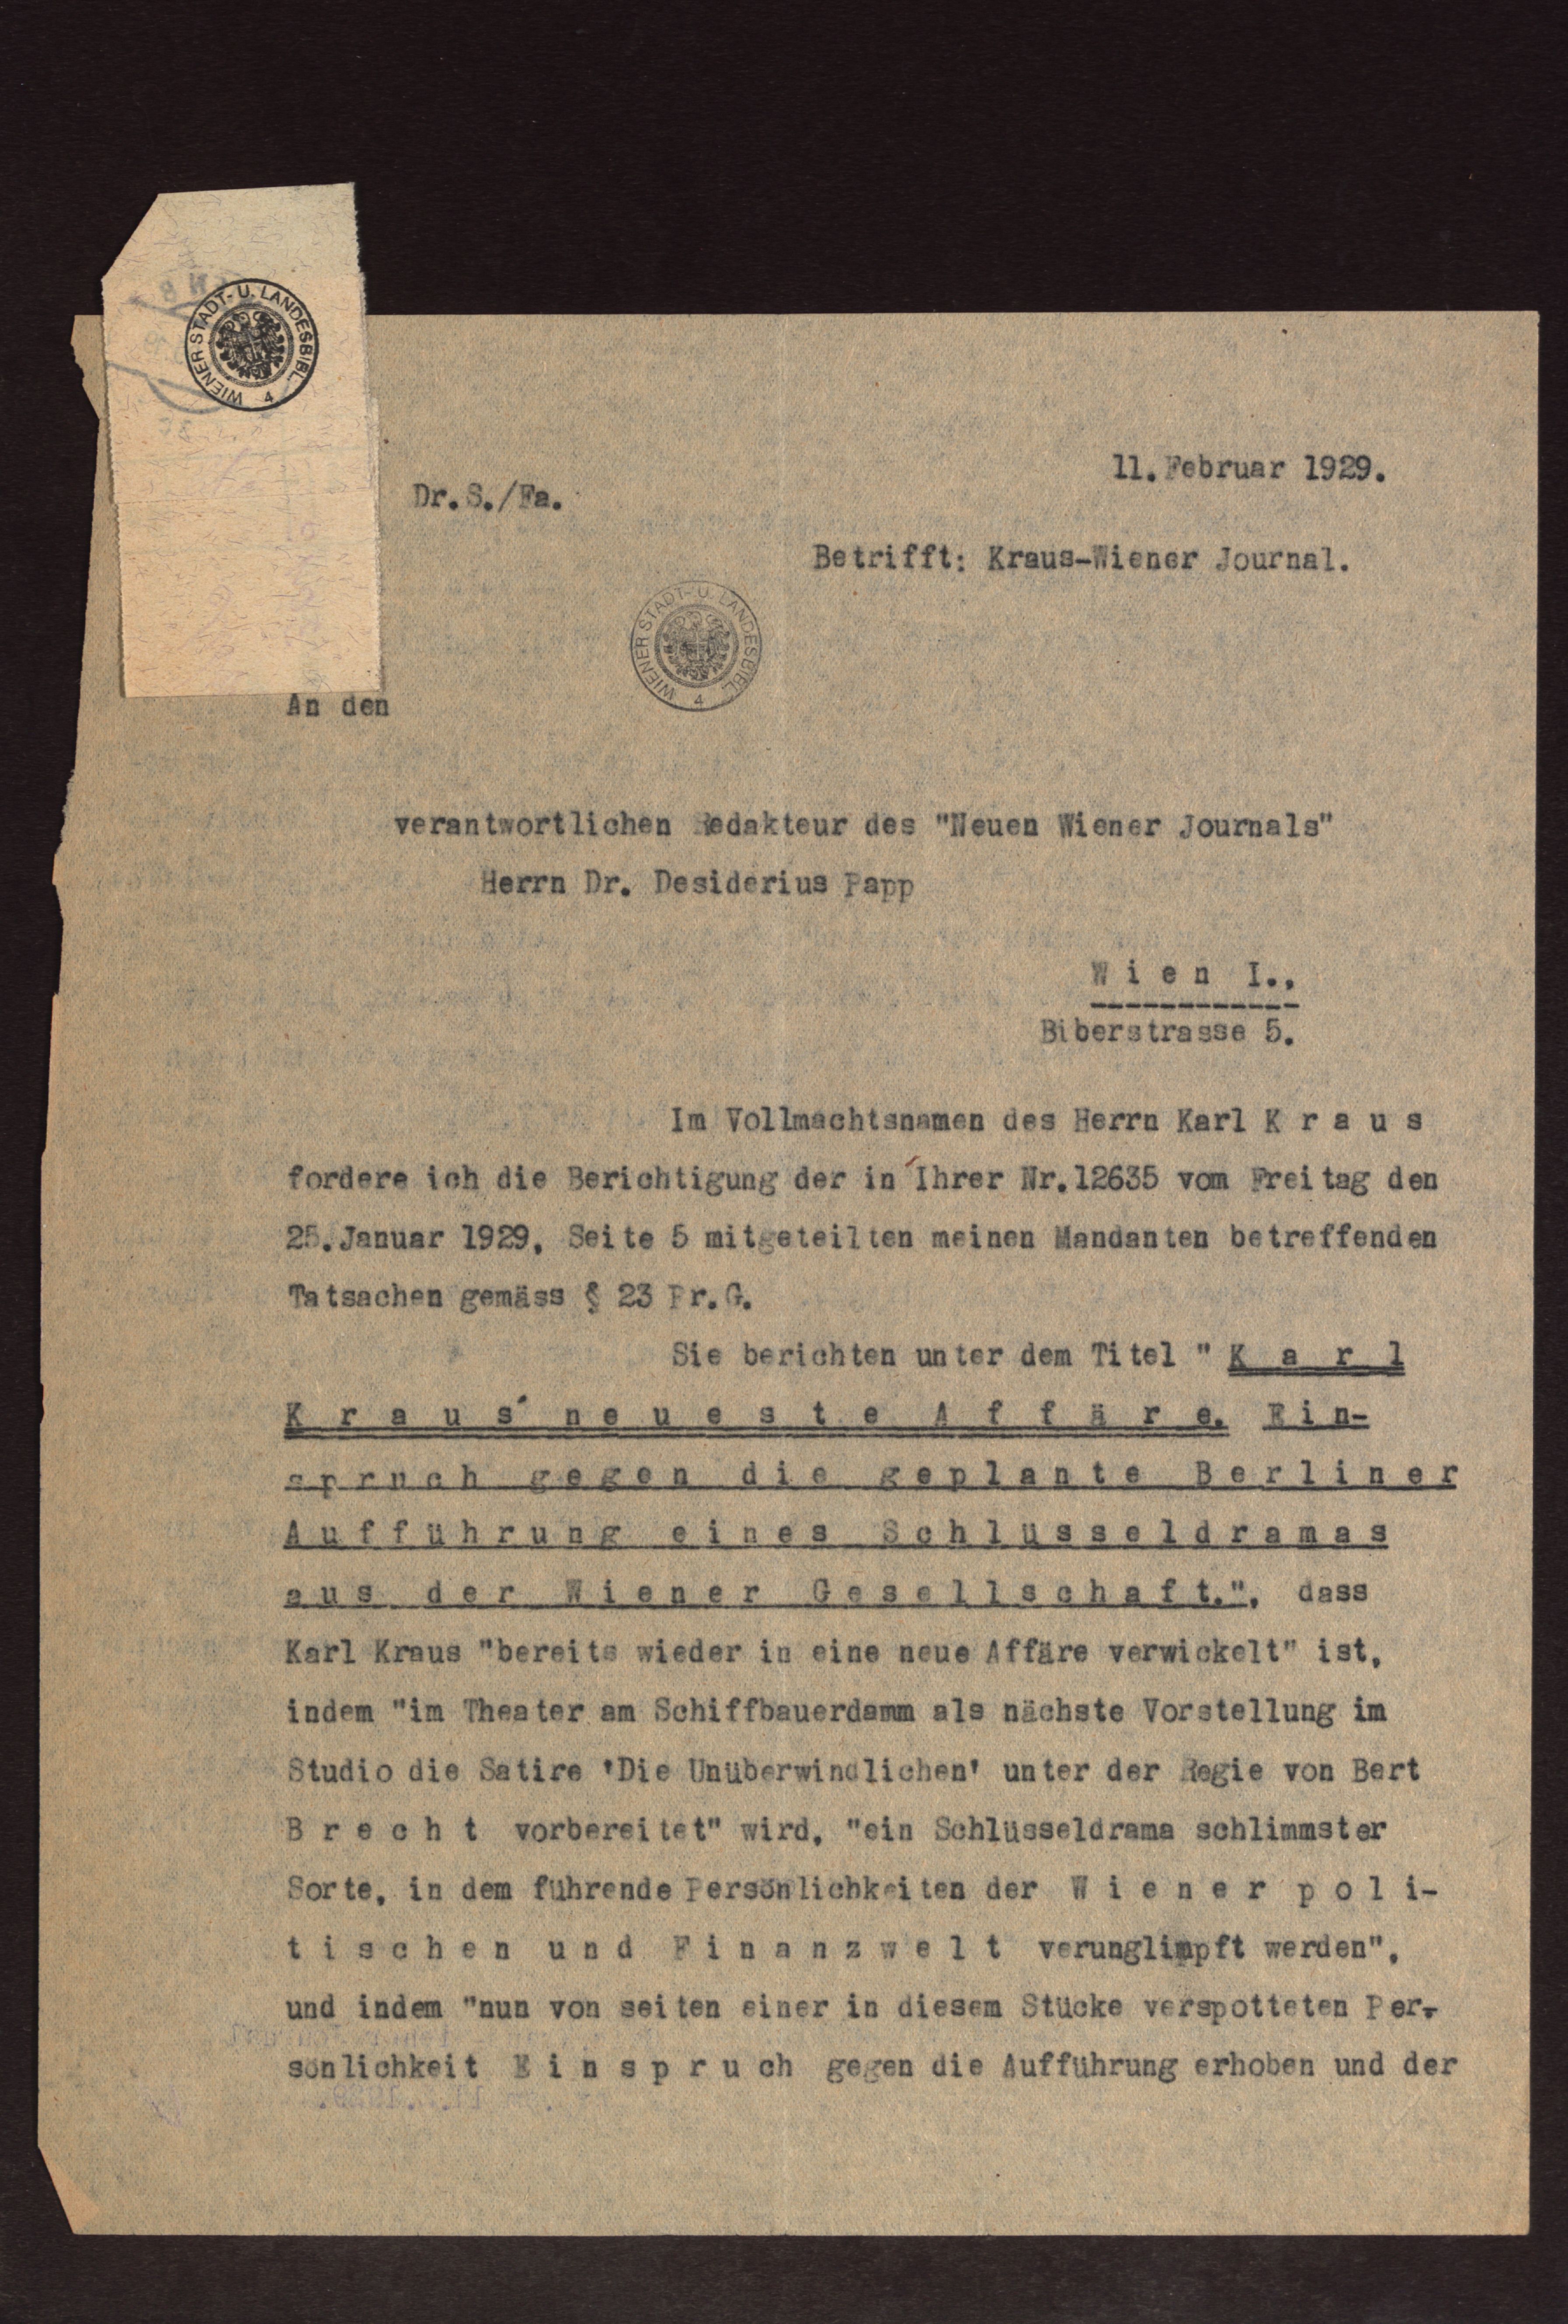 WIENER STADT- U. LANDESBIBL. 4
11.Februar 1929.
Dr.S./Fa.
Betrifft: Kraus-Wiener Journal.
WIENER STADT- U. LANDESBIBL. 4
An den
verantwortlichen Redakteur des "Neuen Wiener Journals"
Herrn Dr. Desiderius Papp
W i e n I.,
Biberstrasse 5.
Im Vollmachtsnamen des Herrn Karl K r a u s
fordere ich die Berichtigung der in Ihrer Nr.12635 vom Freitag den
25.Januar 1929, Seite 5 mitgeteilten meinen Mandanten betreffenden
Tatsachen gemäss § 23 Pr.G.
Sie berichten unter dem Titel " K a r l
K r a u s' n e u e s t e A f f ä r e. E i n-
s p r u c h g e g e n d i e g e p l a n t e B e r l i n e r
A u f f ü h r u n g e i n e s S c h l ü s s e l d r a m a s
a u s d e r W i e n e r G e s e l l s c h a f t.", dass
Karl Kraus "bereits wieder in eine neue Affäre verwickelt" ist,
indem "im Theater am Schiffbauerdamm als nächste Vorstellung im
Studio die Satire 'Die Unüberwindlichen' unter der Regie von Bert
B r e c h t vorbereitet" wird, "ein Schlüsseldrama schlimmster
Sorte, in dem führende Persönlichkeiten der W i e n e r p o l i-
t i s c h e n u n d F i n a n z w e l t verunglimpft werden",
und indem "nun von seiten einer in diesem Stücke verspotteten Per-
sönlichkeit E i n s p r u ch gegen die Aufführung erhoben und der